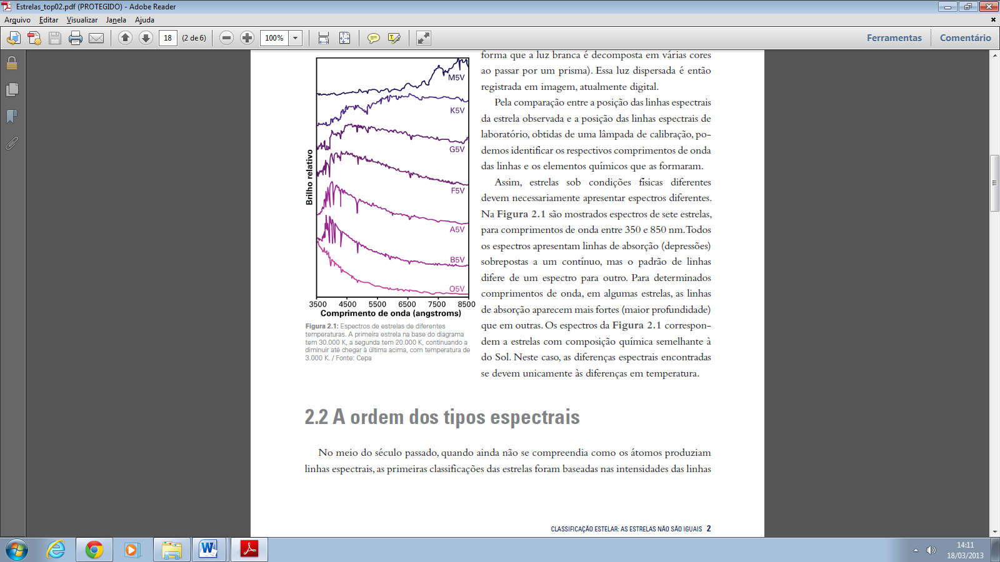 Estrelas_top02.pdf (PROTEGIDO) - Adobe Reader
Arquivo Editar Visualizar Janela Ajuda
18 (2 de 6) 100% Ferramentas Comentário
forma que a luz branca é decomposta em várias cores
ao passar por um prisma). Essa luz dispersada é então
registrada em imagem, atualmente digital.
Pela comparação entre a posição das linhas espectrais
da estrela observada e a posição das linhas espectrais de
laboratório, obtidas de uma lâmpada de calibração, po-
demos identificar os respectivos comprimentos de onda
das linhas e os elementos químicos que as formaram.
Assim, estrelas sob condições físicas diferentes
devem necessariamente apresentar espectros diferentes.
Na Figura 2.1 são mostrados espectros de sete estrelas,
para comprimentos de onda entre 350 e 850 nm. Todos
os espectros apresentam linhas de absorção (depressões)
sobrepostas a um contínuo, mas o padrão de linhas
difere de um espectro para outro. Para determinados
comprimentos de onda, em algumas estrelas, as linhas
de absorção aparecem mais fortes (maior profundidade)
que em outras. Os espectros da Figura 2.1 correspon-
dem a estrelas com composição química semelhante à
do Sol. Neste caso, as diferenças espectrais encontradas
se devem unicamente às diferenças em temperatura.
M5V
K5V
G5V
F5V
A5V
B5V
O5V
Brilho relativo
3500 4500 5500 6500 7500 8500
Comprimento de onda (angstroms)
Figura 2.1: Espectros de estrelas de diferentes
temperaturas. A primeira estrela na base do diagrama
tem 30.000 K, a segunda tem 20.000 K, continuando a
diminuir até chegar à última acima, com temperatura de
3.000 K. / Fonte: Cepa
2.2 A ordem dos tipos espectrais
No meio do século passado, quando ainda não se compreendia como os átomos produziam
linhas espectrais, as primeiras classificações das estrelas foram baseadas nas intensidades das linhas
CLASSIFICAÇÃO ESTELAR: AS ESTRELAS NÃO SÃO IGUAIS 2
14:11
18/03/2013